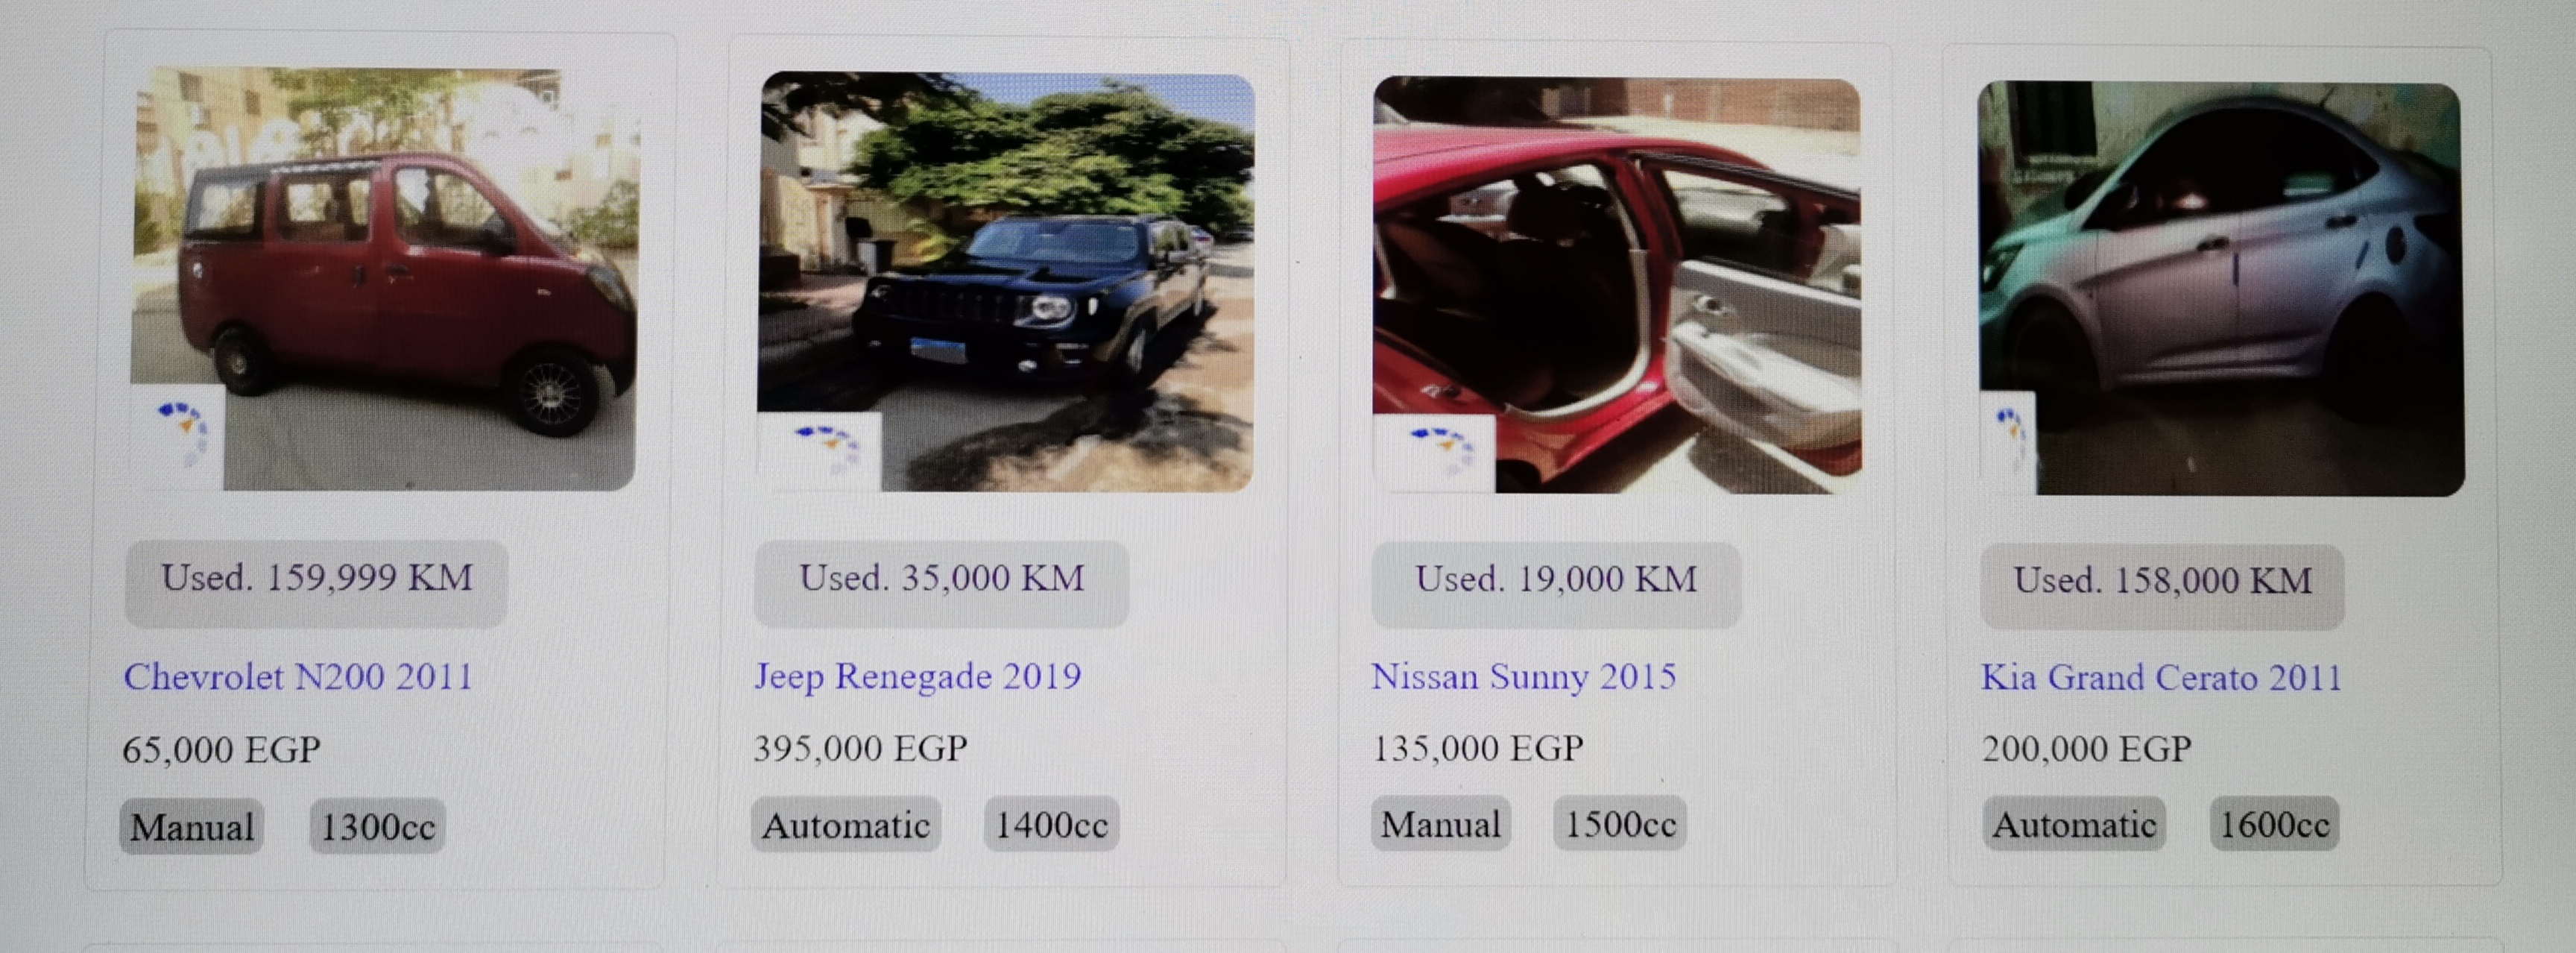 Used. 159,999 KM
Chevrolet N200 2011
65,000 EGP
Manual 1300cc
Used. 35,000 KM
Jeep Renegade 2019
395,000 EGP
Automatic 1400cc
Used. 19,000 KM
Nissan Sunny 2015
135,000 EGP
Manual 1500cc
Used. 158,000 KM
Kia Grand Cerato 2011
200,000 EGP
Automatic 1600cc